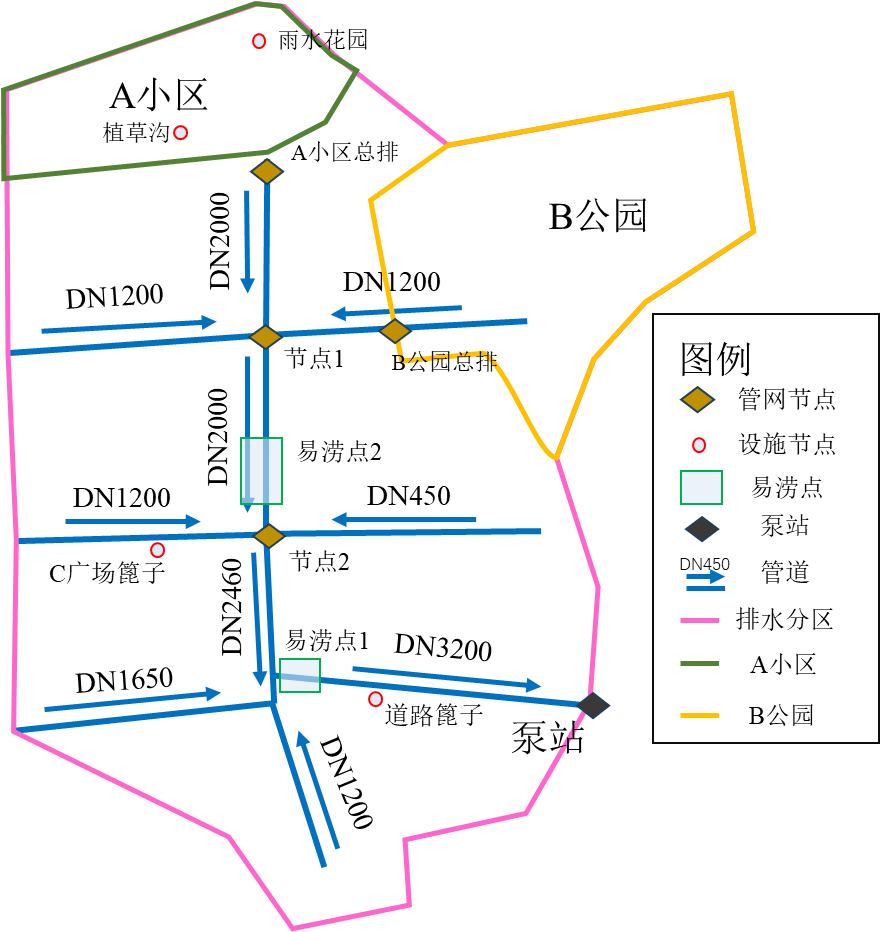 雨水花园
A小区
植草沟
A小区总排
DN2000
B公园
DN1200
DN1200
节点1
B公园总排
DN2000
易涝点2
DN1200
DN450
C广场篦子
节点2
DN2460
易涝点1
DN3200
DN1650
道路篦子
泵站
DN1200
图例
管网节点
设施节点
易涝点
泵站
DN450
管道
排水分区
A小区
B公园